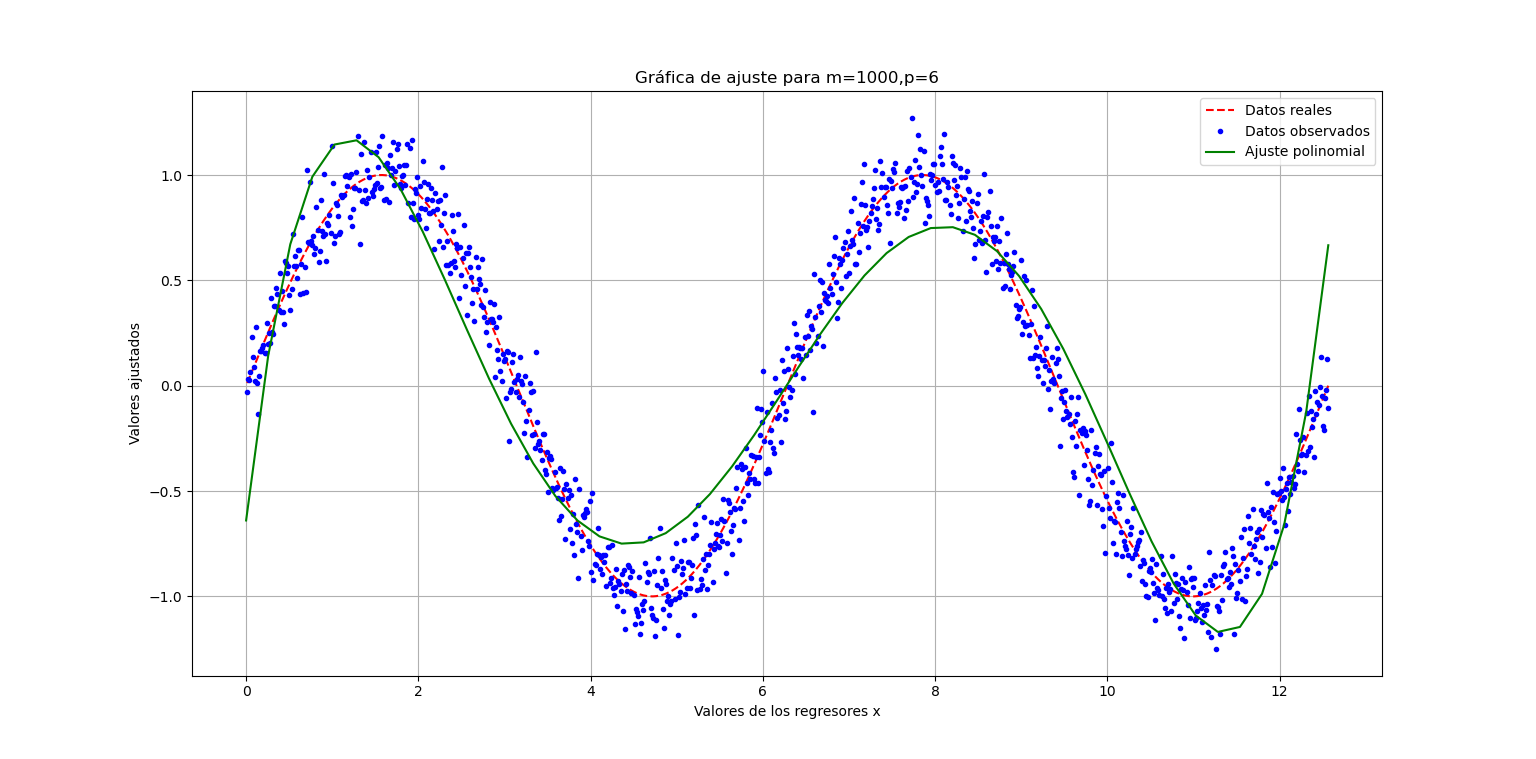 Gráfica de ajuste para m=1000,p=6
Datos reales
Datos observados
Ajuste polinomial
Valores ajustados
1.0
0.5
0.0
−0.5
−1.0
0 2 4 6 8 10 12
Valores de los regresores x